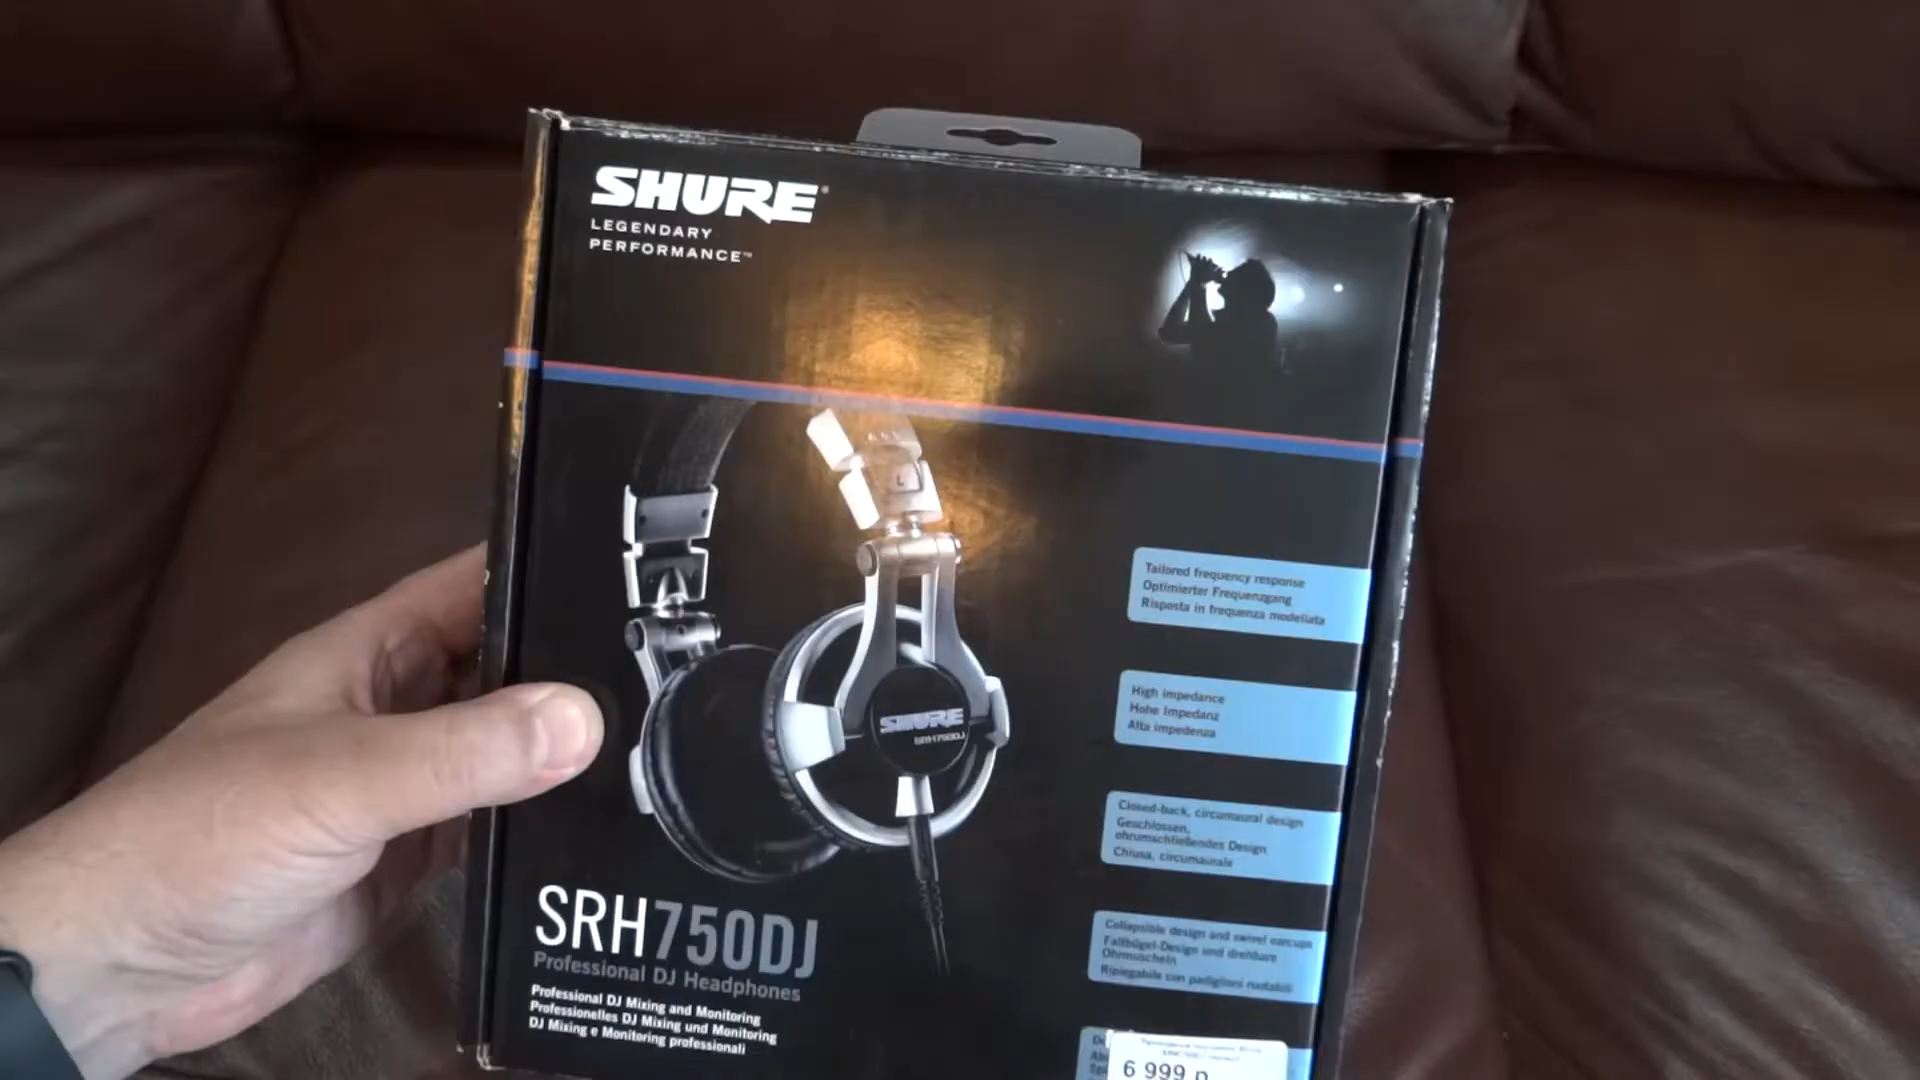 SHURE®
LEGENDARY
PERFORMANCE™
L
SHURE
SRH750DJ
Tailored frequency response
Optimierter Frequenzgang
Risposta in frequenza modellata
High impedance
Hohe Impedanz
Alta impedenza
Closed-back, circumaural design
Geschlossen,
ohrumschließendes Design
Chiusa, circumaurale
Collapsible design and swivel earcups
Faltbügel-Design und drehbare
Ohrmuscheln
Ripiegabile con padiglioni ruotabili
SRH750DJ
Professional DJ Headphones
Professional DJ Mixing and Monitoring
Professionelles DJ Mixing und Monitoring
DJ Mixing e Monitoring professionali
6 999 р